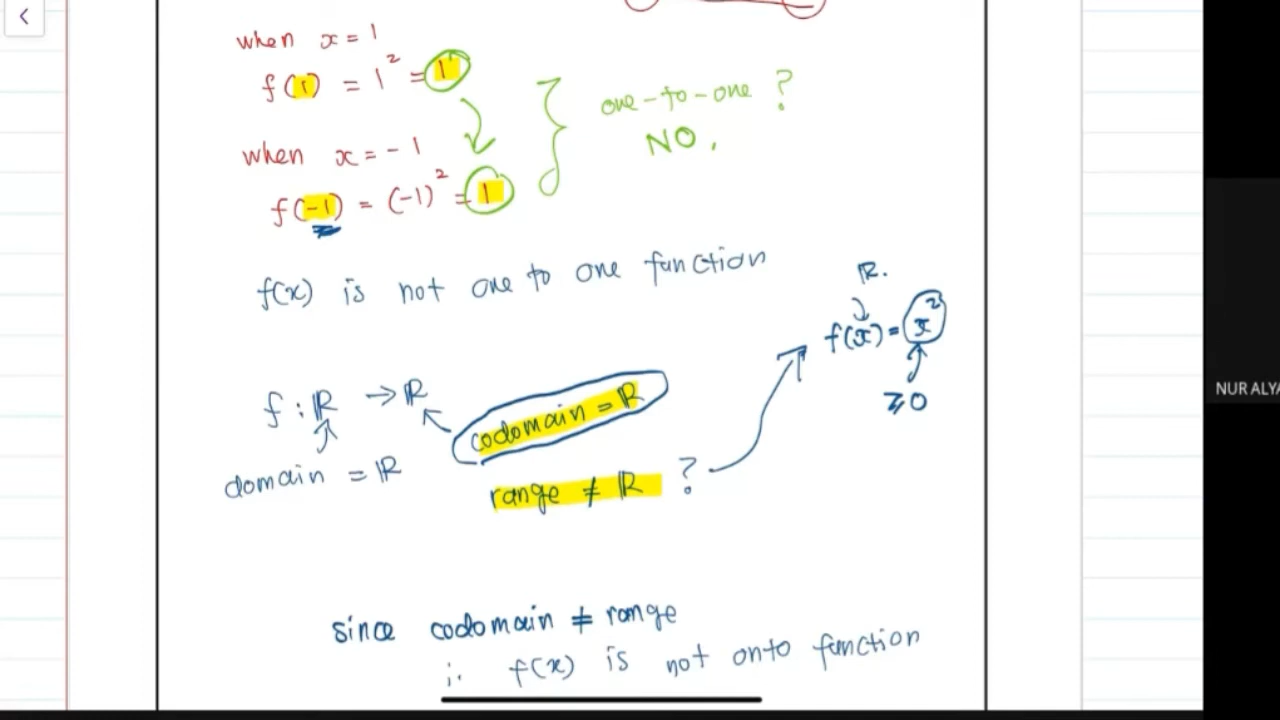 when x = 1
f(1) = 1² = 1
one-to-one ?
NO.
when x = -1
f(-1) = (-1)² = 1
f(x) is not one to one function
ℝ.
f(x) = x²
≥0
f : ℝ → ℝ
codomain = ℝ
domain = ℝ
range ≠ ℝ ?
since codomain ≠ range
∴ f(x) is not onto function
NUR ALYA